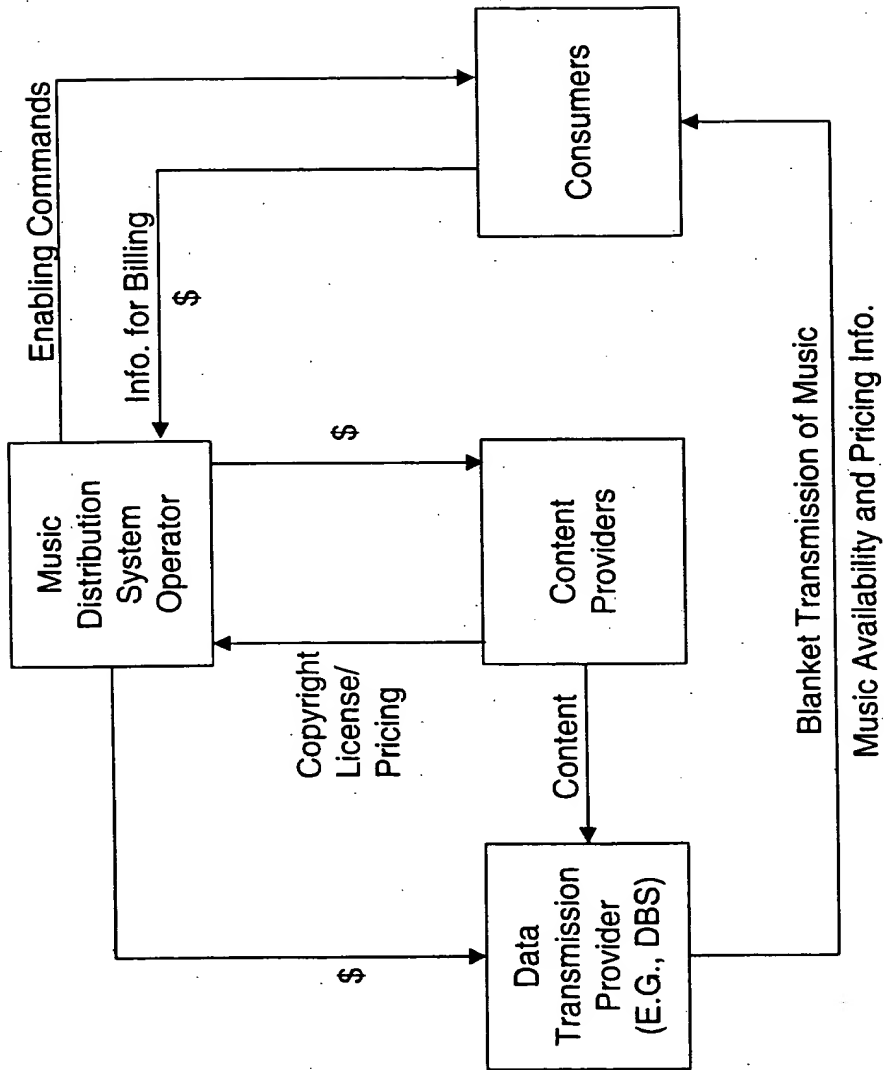 Enabling Commands
Info. for Billing
$
Music
Distribution
System
Operator
Consumers
$
$
Copyright
License/
Pricing
Content
Providers
Content
Data
Transmission
Provider
(E.G., DBS)
Blanket Transmission of Music
Music Availability and Pricing Info.